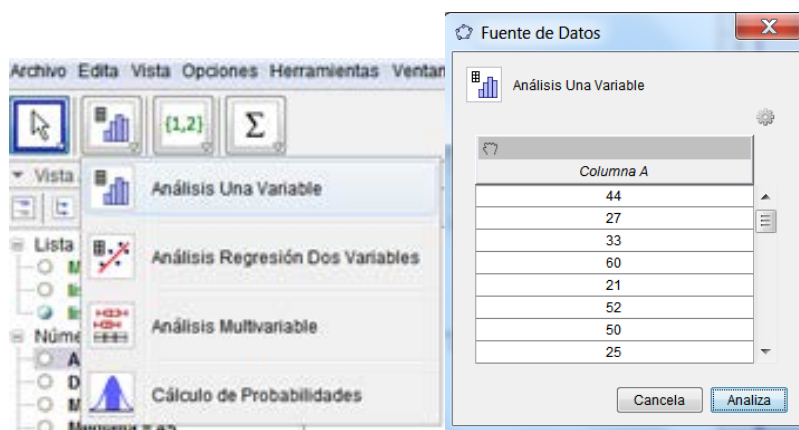 Archivo Edita Vista Opciones Herramientas Ventan
{1,2} Σ
Vista
Análisis Una Variable
Lista
Análisis Regresión Dos Variables
Núme
Análisis Multivariable
A
D
M
Cálculo de Probabilidades
Fuente de Datos
Análisis Una Variable
Columna A
44
27
33
60
21
52
50
25
Cancela Analiza